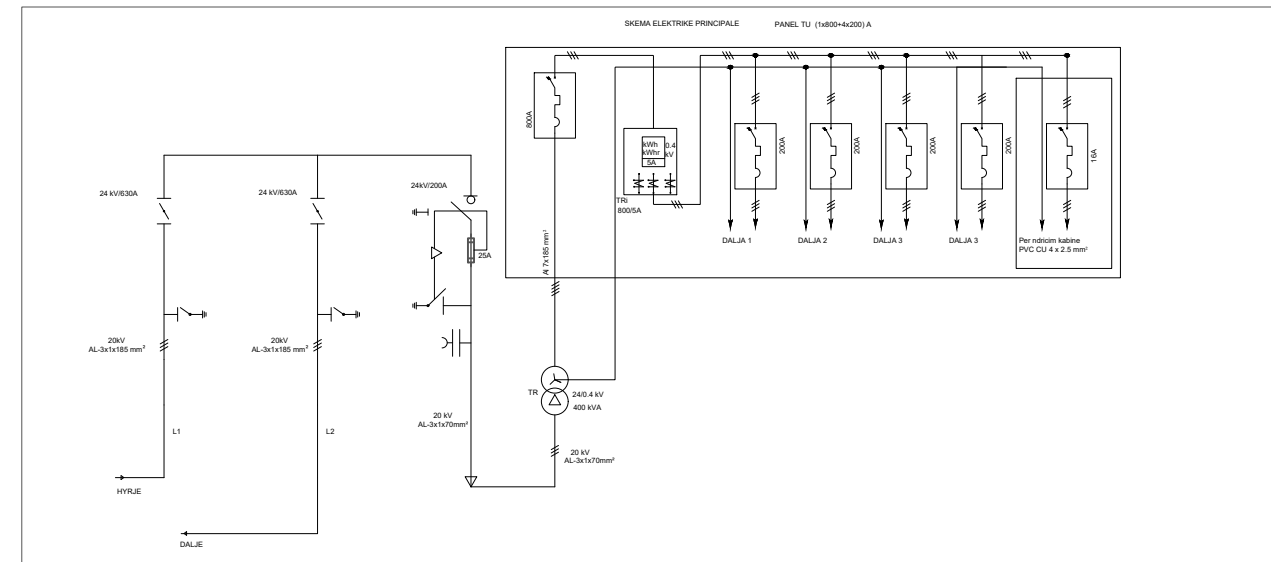 SKEMA ELEKTRIKE PRINCIPALE PANEL TU (1x800+4x200) A
800A
kWh
kWhr
5A
0.4
kV
TRi
800/5A
200A
200A
200A
200A
16A
DALJA 1
DALJA 2
DALJA 3
DALJA 3
Per ndricim kabine
PVC CU 4 x 2.5 mm²
24 kV/630A
24 kV/630A
24kV/200A
25A
Al 7x185 mm²
20kV
AL-3x1x185 mm²
20kV
AL-3x1x185 mm²
TR
24/0.4 kV
400 kVA
20 kV
AL-3x1x70mm²
L1
L2
20 kV
AL-3x1x70mm²
HYRJE
DALJE